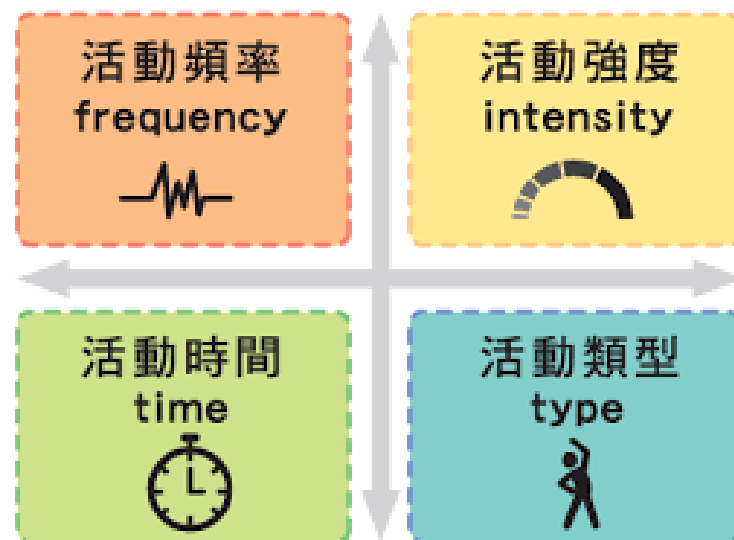 活動頻率
frequency
活動強度
intensity
活動時間
time
活動類型
type